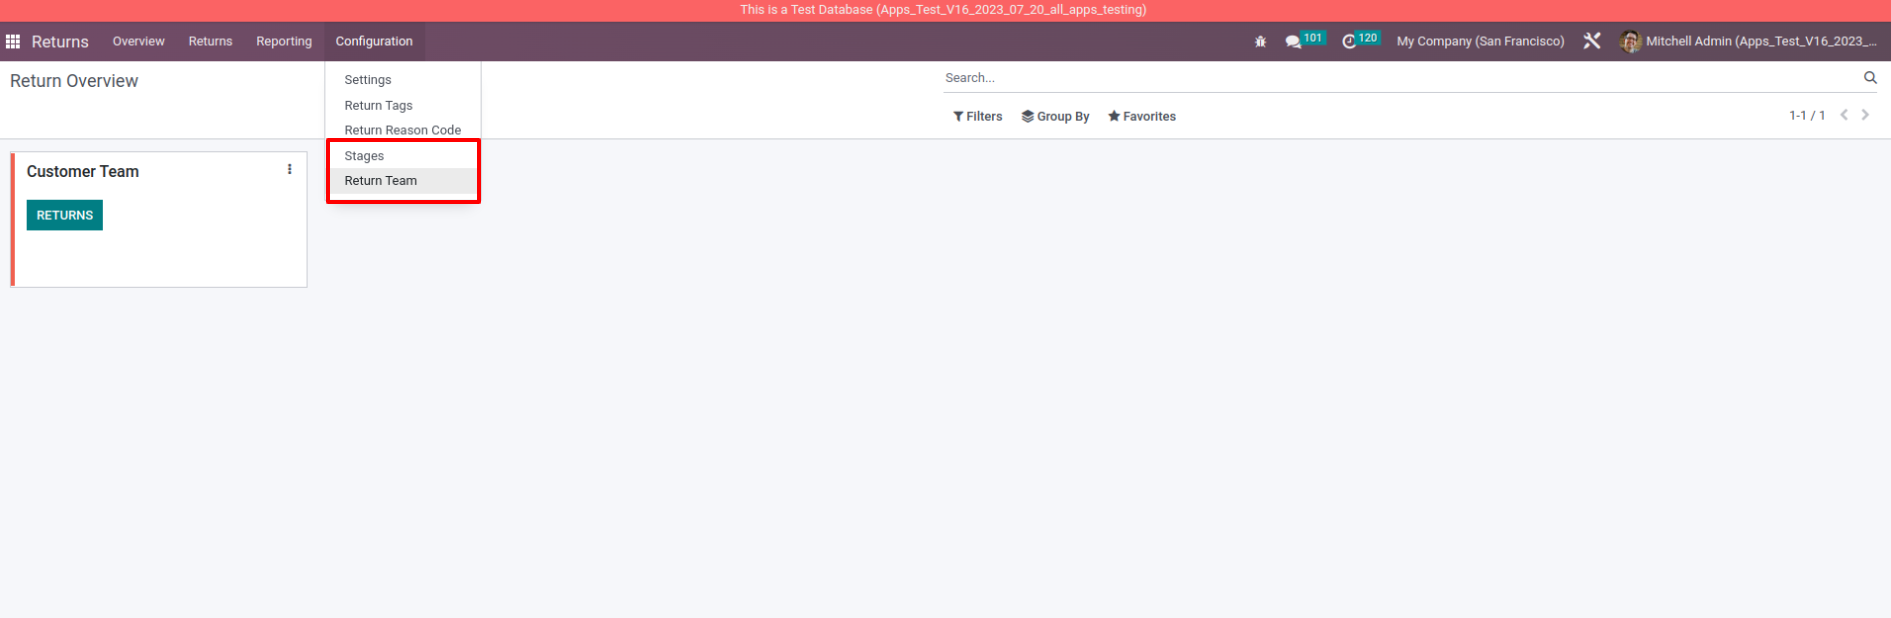 This is a Test Database (Apps_Test_V16_2023_07_20_all_apps_testing)
Returns Overview Returns Reporting Configuration 101 120 My Company (San Francisco) Mitchell Admin (Apps_Test_V16_2023_...
Return Overview
Search...
Filters Group By Favorites 1-1 / 1
Settings
Return Tags
Return Reason Code
Stages
Return Team
Customer Team
RETURNS